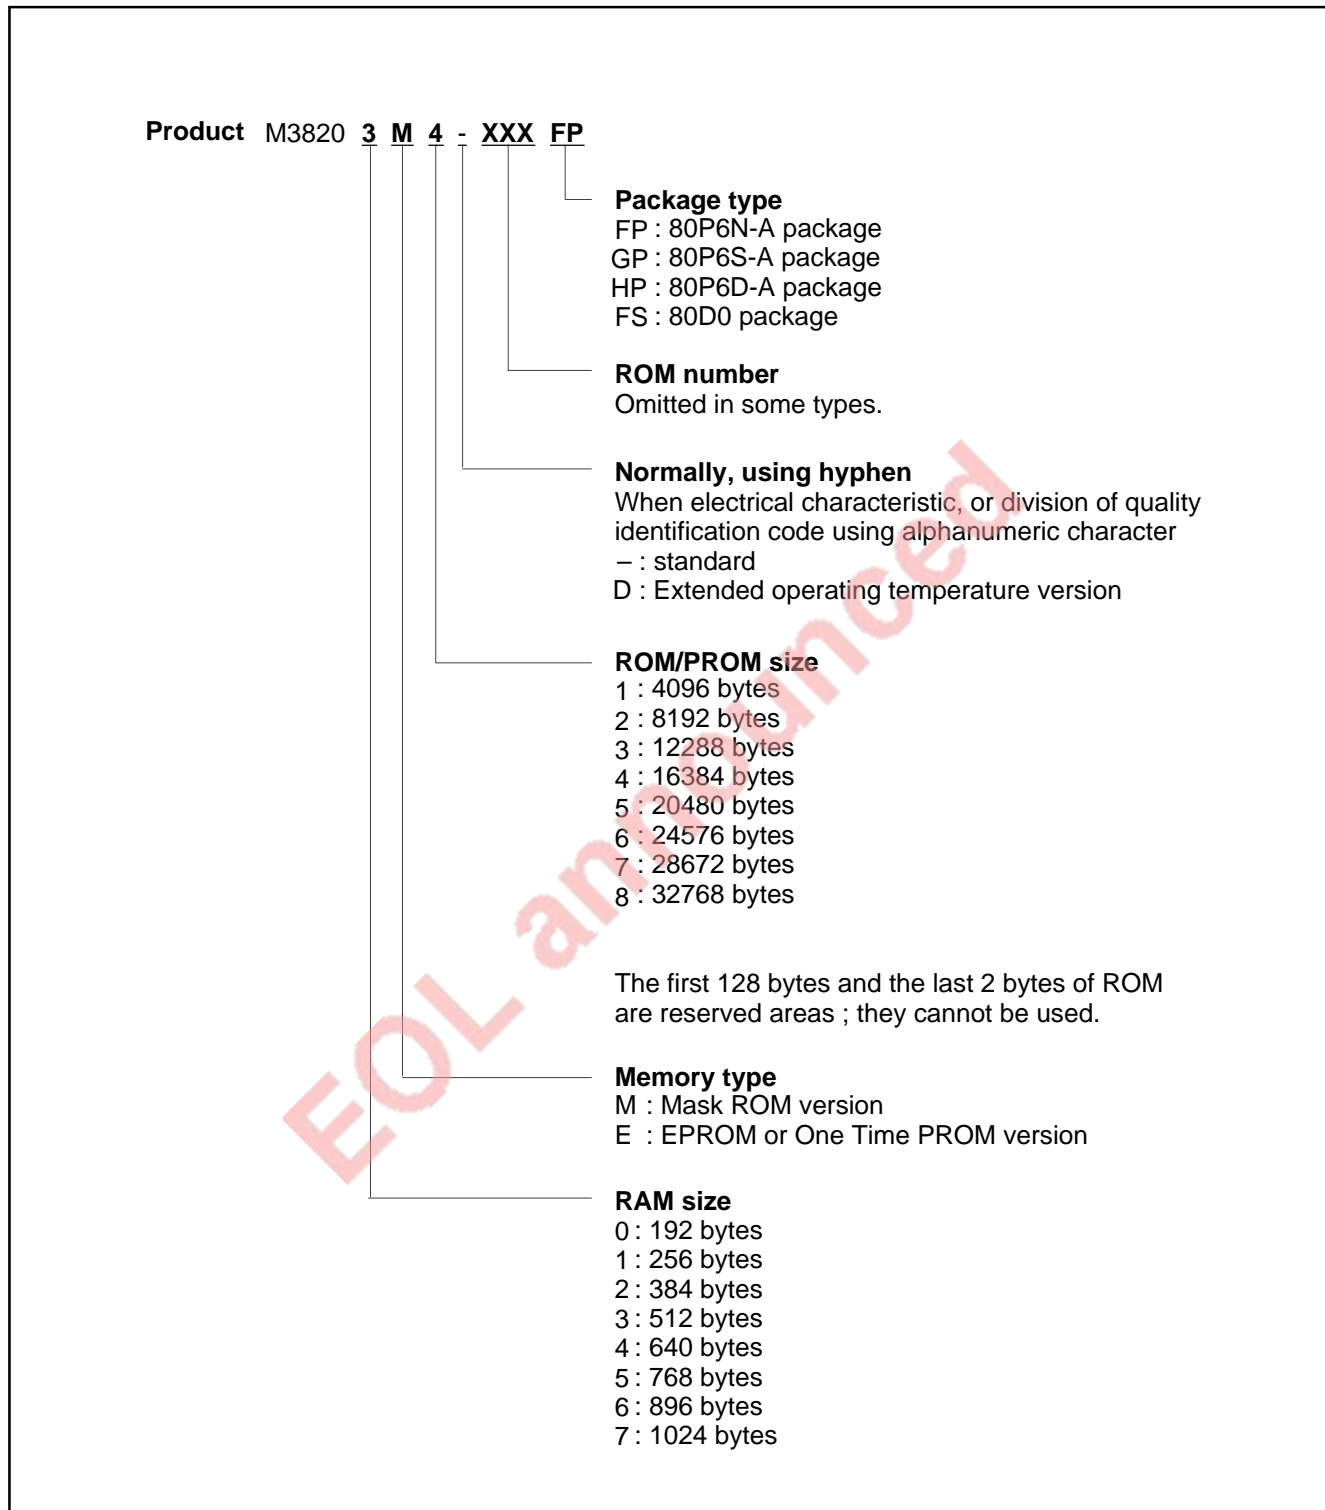 Product M3820 3 M 4 - XXX FP
Package type
FP : 80P6N-A package
GP : 80P6S-A package
HP : 80P6D-A package
FS : 80D0 package
ROM number
Omitted in some types.
Normally, using hyphen
When electrical characteristic, or division of quality
identification code using alphanumeric character
– : standard
D : Extended operating temperature version
ROM/PROM size
1 : 4096 bytes
2 : 8192 bytes
3 : 12288 bytes
4 : 16384 bytes
5 : 20480 bytes
6 : 24576 bytes
7 : 28672 bytes
8 : 32768 bytes
The first 128 bytes and the last 2 bytes of ROM
are reserved areas ; they cannot be used.
Memory type
M : Mask ROM version
E : EPROM or One Time PROM version
RAM size
0 : 192 bytes
1 : 256 bytes
2 : 384 bytes
3 : 512 bytes
4 : 640 bytes
5 : 768 bytes
6 : 896 bytes
7 : 1024 bytes
EOL announced